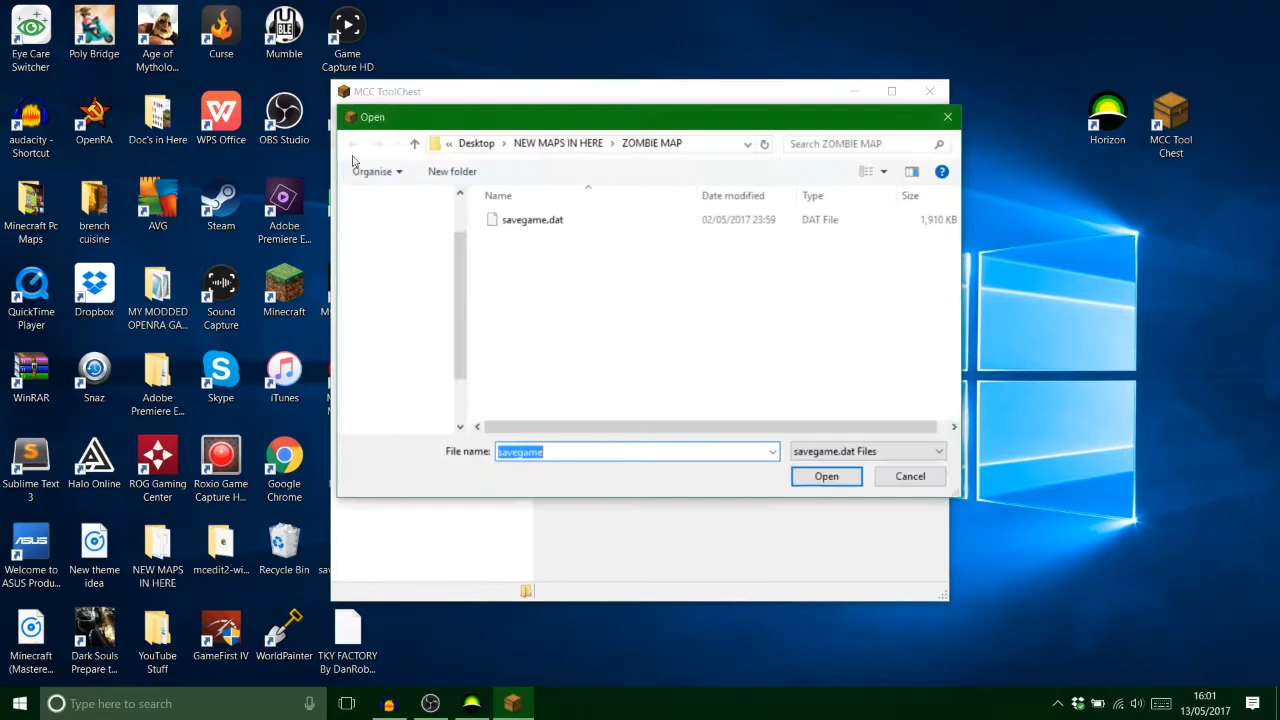 Eye Care
Switcher
Poly Bridge
Age of
Mytholo...
Curse
Mumble
Game
Capture HD
audacity -
Shortcut
OpenRA
Doc's in Here
WPS Office
OBS Studio
Minecraft Pc
Maps
brench
cuisine
AVG
Steam
Adobe
Premiere E...
QuickTime
Player
Dropbox
MY MODDED
OPENRA GA...
Sound
Capture
Minecraft
WinRAR
Snaz
Adobe
Premiere E...
Skype
iTunes
Sublime Text
3
Halo Online
ROG Gaming
Center
Roxio Game
Capture H...
Google
Chrome
Welcome to
ASUS Produ...
New theme
idea
NEW MAPS
IN HERE
mcedit2-wi...
Recycle Bin
Minecraft
(Mastere...
Dark Souls
Prepare t...
YouTube
Stuff
GameFirst IV
WorldPainter
TKY FACTORY
By DanRob...
Horizon
MCC Tool
Chest
MCC ToolChest
Open
« Desktop > NEW MAPS IN HERE > ZOMBIE MAP
Search ZOMBIE MAP
Organise
New folder
Name Date modified Type Size
savegame.dat 02/05/2017 23:59 DAT File 1,910 KB
File name: savegame
savegame.dat Files
Open Cancel
Type here to search
16:01
13/05/2017